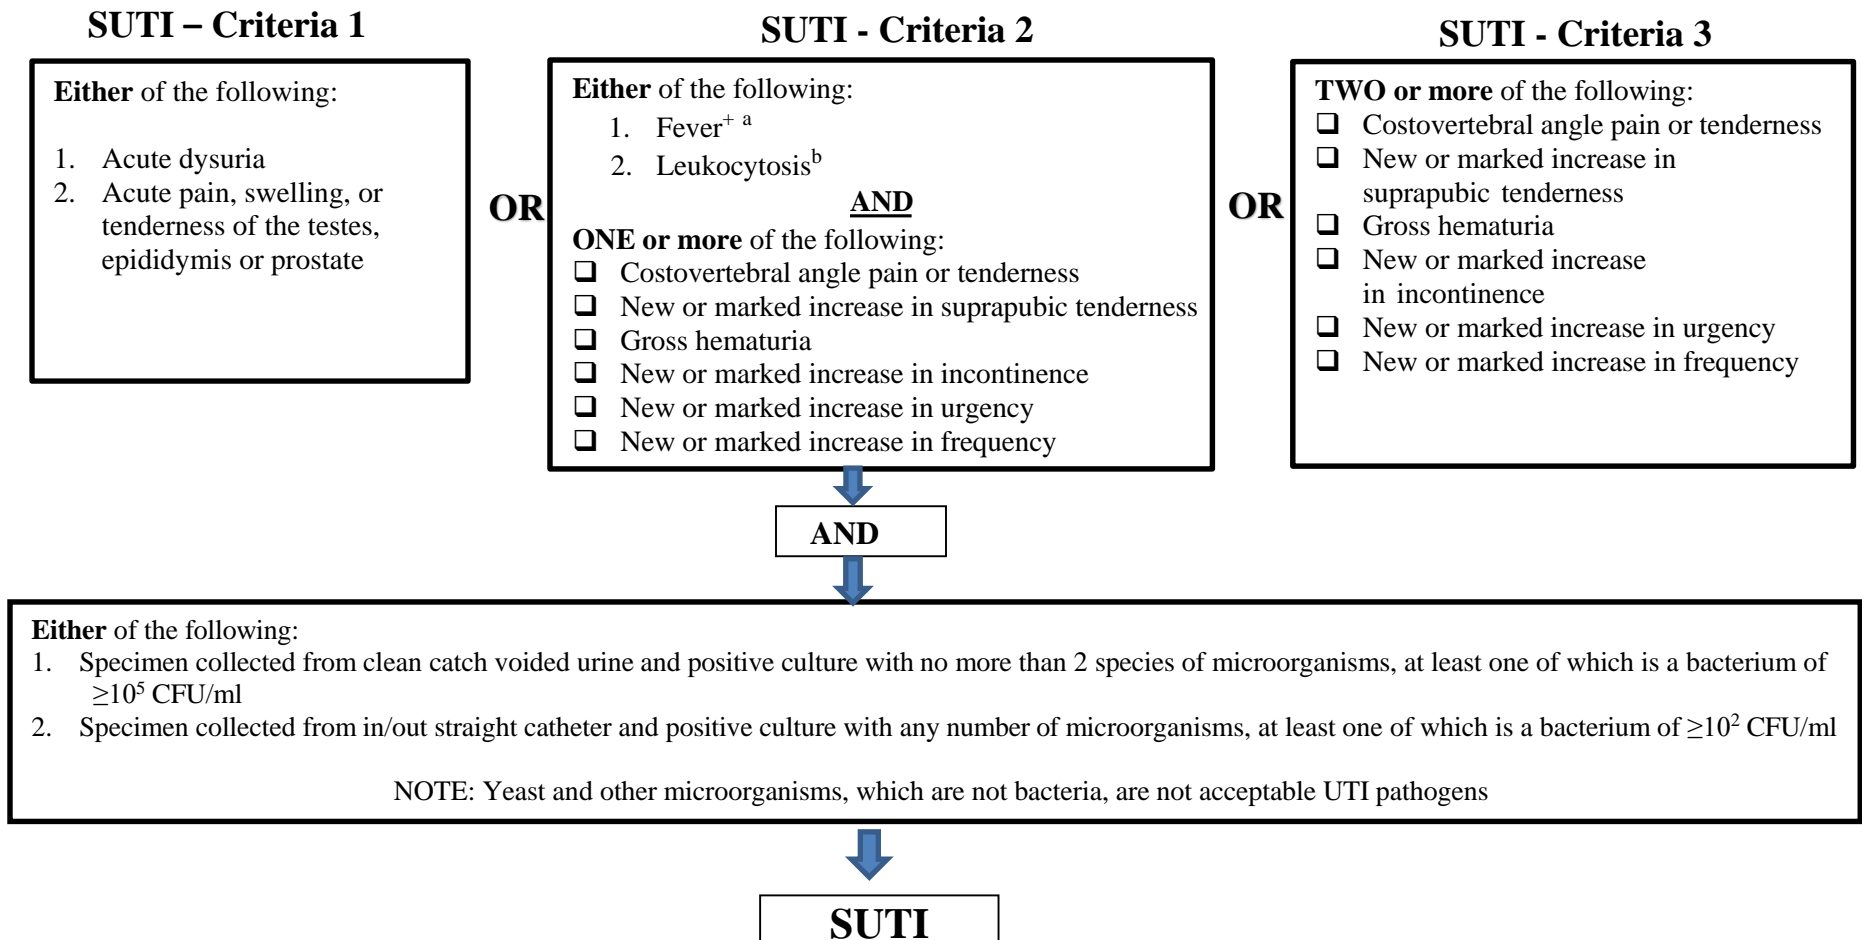 SUTI – Criteria 1
Either of the following:
1. Acute dysuria
2. Acute pain, swelling, or
tenderness of the testes,
epididymis or prostate
OR
SUTI - Criteria 2
Either of the following:
1. Fever⁺ ᵃ
2. Leukocytosisᵇ
AND
ONE or more of the following:
❑ Costovertebral angle pain or tenderness
❑ New or marked increase in suprapubic tenderness
❑ Gross hematuria
❑ New or marked increase in incontinence
❑ New or marked increase in urgency
❑ New or marked increase in frequency
OR
SUTI - Criteria 3
TWO or more of the following:
❑ Costovertebral angle pain or tenderness
❑ New or marked increase in
suprapubic tenderness
❑ Gross hematuria
❑ New or marked increase
in incontinence
❑ New or marked increase in urgency
❑ New or marked increase in frequency
AND
Either of the following:
1. Specimen collected from clean catch voided urine and positive culture with no more than 2 species of microorganisms, at least one of which is a bacterium of
≥10⁵ CFU/ml
2. Specimen collected from in/out straight catheter and positive culture with any number of microorganisms, at least one of which is a bacterium of ≥10² CFU/ml
NOTE: Yeast and other microorganisms, which are not bacteria, are not acceptable UTI pathogens
SUTI